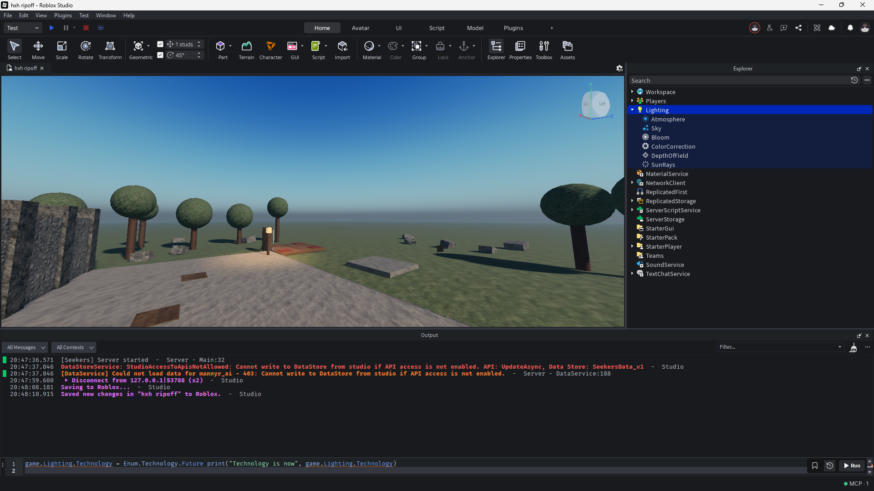 hxh ripoff - Roblox Studio
File Edit View Plugins Test Window Help
Test
Home Avatar UI Script Model Plugins
Select Move Scale Rotate Transform Geometric 1 studs 45° Part Terrain Character GUI Script Import Material Color Group Lock Anchor Explorer Properties Toolbox Assets
hxh ripoff
Explorer
Search
Workspace
Players
Lighting
Atmosphere
Sky
Bloom
ColorCorrection
DepthOfField
SunRays
MaterialService
NetworkClient
ReplicatedFirst
ReplicatedStorage
ServerScriptService
ServerStorage
StarterGui
StarterPack
StarterPlayer
Teams
SoundService
TextChatService
Output
All Messages All Contexts Filter...
20:47:36.571 [Seekers] Server started - Server - Main:32
20:47:37.046 DataStoreService: StudioAccessToApisNotAllowed: Cannot write to DataStore from studio if API access is not enabled. API: UpdateAsync, Data Store: SeekersData_v1 - Studio
20:47:37.046 [DataService] Could not load data for mannyr_ai - 403: Cannot write to DataStore from studio if API access is not enabled. - Server - DataService:188
20:47:59.600 Disconnect from 127.0.0.1|53786 (x2) - Studio
20:48:08.181 Saving to Roblox... - Studio
20:48:18.915 Saved new changes in "hxh ripoff" to Roblox. - Studio
1 game.Lighting.Technology = Enum.Technology.Future print("Technology is now", game.Lighting.Technology)
2
Run
MCP · 1